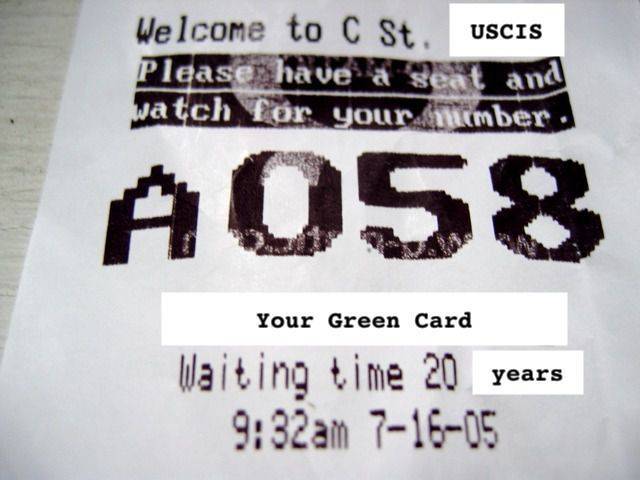 Welcome to C St. USCIS
Please have a seat and
watch for your number.
A058
Your Green Card
Waiting time 20 years
9:32am 7-16-05